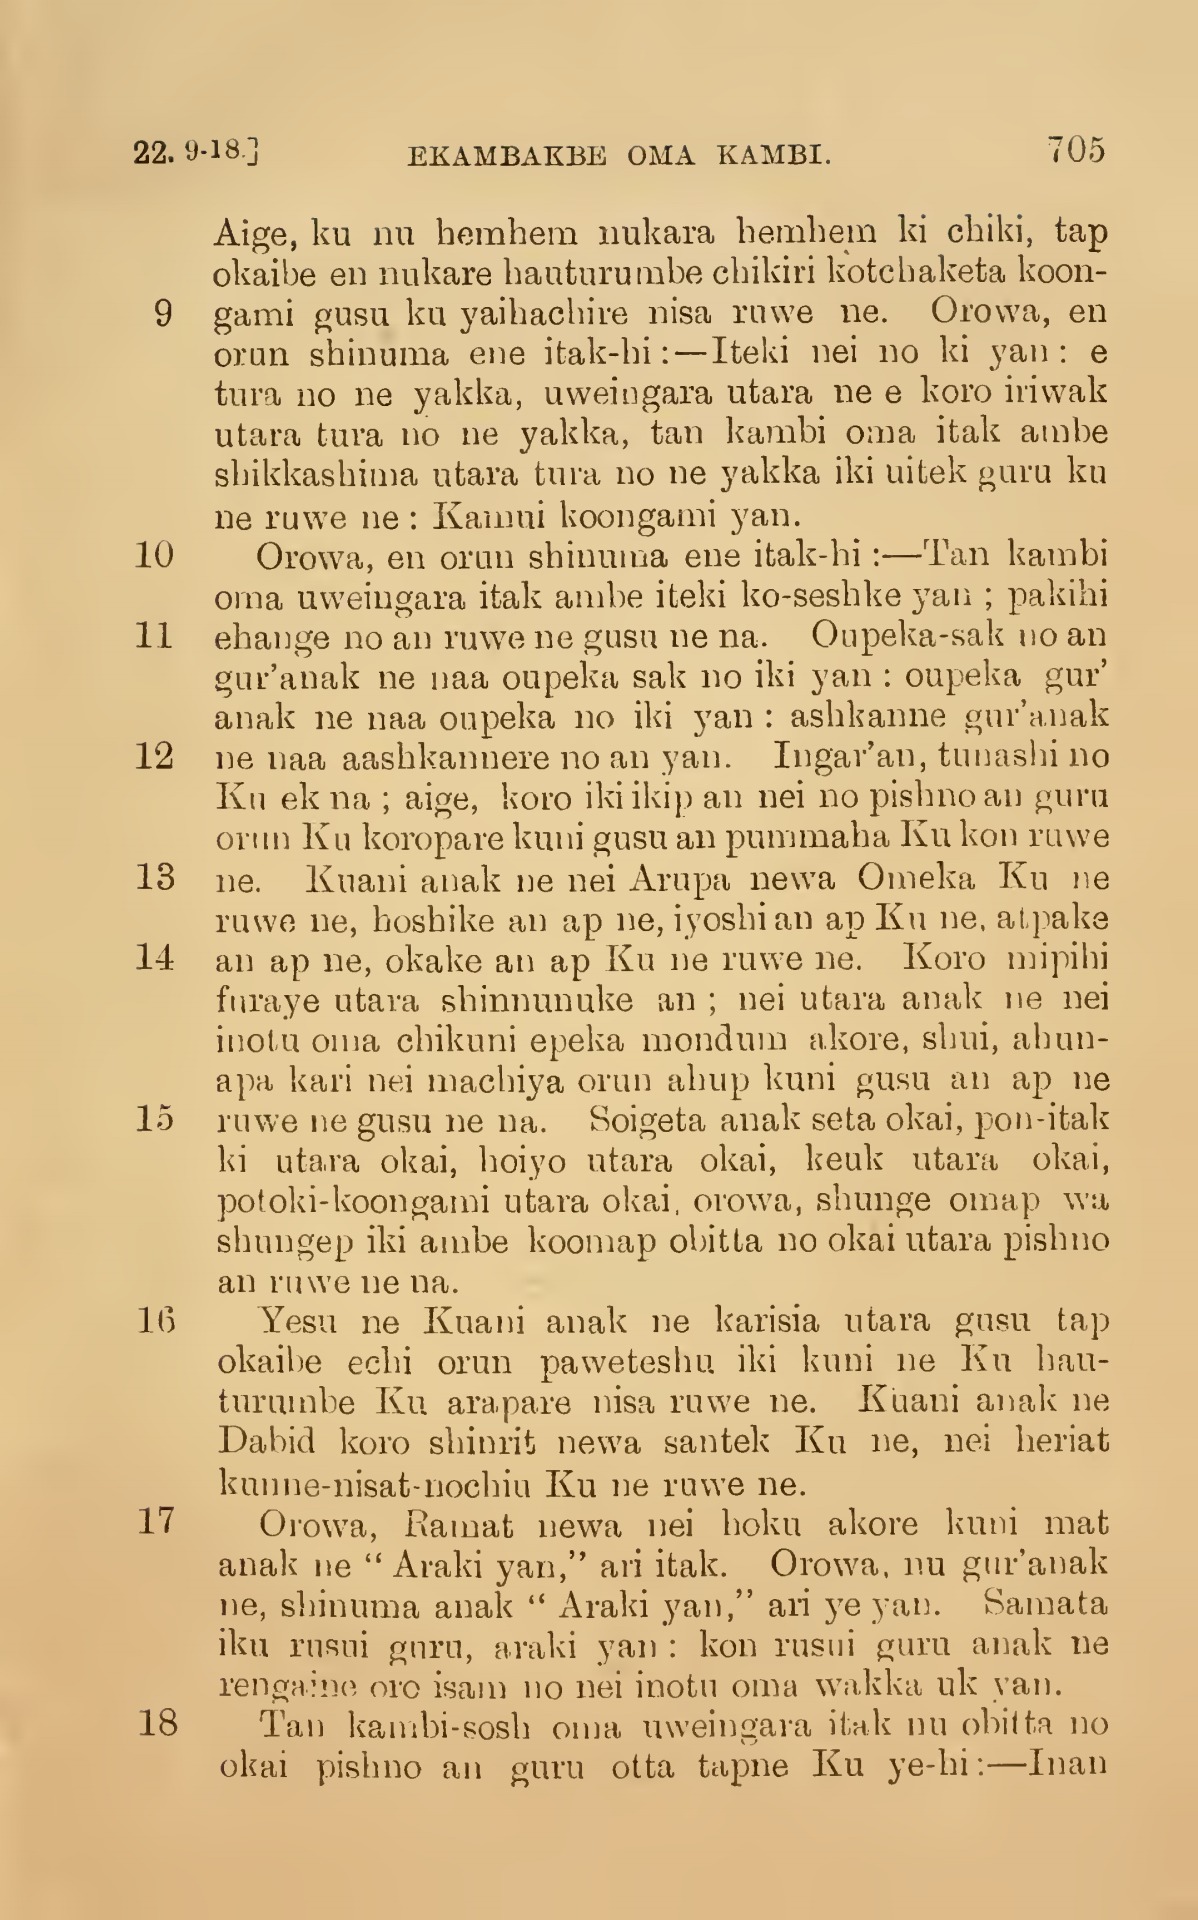 22. 9-18.] EKAMBAKBE OMA KAMBI. 705
Aige, ku nu hemhem nukara hemhem ki chiki, tap
okaibe en nukare hauturumbe chikiri kotchaketa koon-
9 gami gusu ku yaihachire nisa ruwe ne. Orowa, en
orun shinuma ene itak-hi:—Iteki nei no ki yan: e
tura no ne yakka, uweingara utara ne e koro iriwak
utara tura no ne yakka, tan kambi oma itak ambe
shikkashima utara tura no ne yakka iki uitek guru ku
ne ruwe ne: Kamui koongami yan.
10 Orowa, en orun shinuma ene itak-hi:—Tan kambi
oma uweingara itak ambe iteki ko-seshke yan; pakihi
11 ehange no an ruwe ne gusu ne na. Oupeka-sak no an
gur'anak ne naa oupeka sak no iki yan: oupeka gur'
anak ne naa oupeka no iki yan: ashkanne gur'anak
12 ne naa aashkannere no an yan. Ingar'an, tunashi no
Ku ek na; aige, koro iki ikip an nei no pishno an guru
orun Ku koropare kuni gusu an pummaha Ku kon ruwe
13 ne. Kuani anak ne nei Arupa newa Omeka Ku ne
ruwe ne, hoshike an ap ne, iyoshi an ap Ku ne, atpake
14 an ap ne, okake an ap Ku ne ruwe ne. Koro mipihi
furaye utara shinnunuke an; nei utara anak ne nei
inotu oma chikuni epeka mondum akore, shui, ahun-
apa kari nei machiya orun ahup kuni gusu an ap ne
15 ruwe ne gusu ne na. Soigeta anak seta okai, pon-itak
ki utara okai, hoiyo utara okai, keuk utara okai,
potoki-koongami utara okai, orowa, shunge omap wa
shungep iki ambe koomap obitta no okai utara pishno
an ruwe ne na.
16 Yesu ne Kuani anak ne karisia utara gusu tap
okaibe echi orun paweteshu iki kuni ne Ku hau-
turumbe Ku arapare nisa ruwe ne. Kuani anak ne
Dabid koro shinrit newa santek Ku ne, nei heriat
kunne-nisat-nochiu Ku ne ruwe ne.
17 Orowa, Ramat newa nei hoku akore kuni mat
anak ne "Araki yan," ari itak. Orowa, nu gur'anak
ne, shinuma anak "Araki yan," ari ye yan. Samata
iku rusui guru, araki yan: kon rusui guru anak ne
rengaine oro isam no nei inotu oma wakka uk yan.
18 Tan kambi-sosh oma uweingara itak nu obitta no
okai pishno an guru otta tapne Ku ye-hi:—Inan